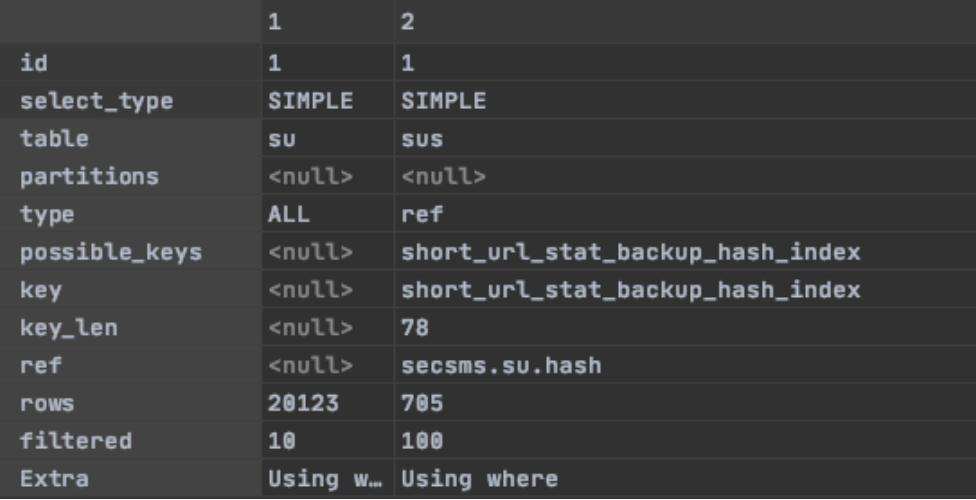 1 2
id 1 1
select_type SIMPLE SIMPLE
table su sus
partitions <null> <null>
type ALL ref
possible_keys <null> short_url_stat_backup_hash_index
key <null> short_url_stat_backup_hash_index
key_len <null> 78
ref <null> secsms.su.hash
rows 20123 705
filtered 10 100
Extra Using w… Using where